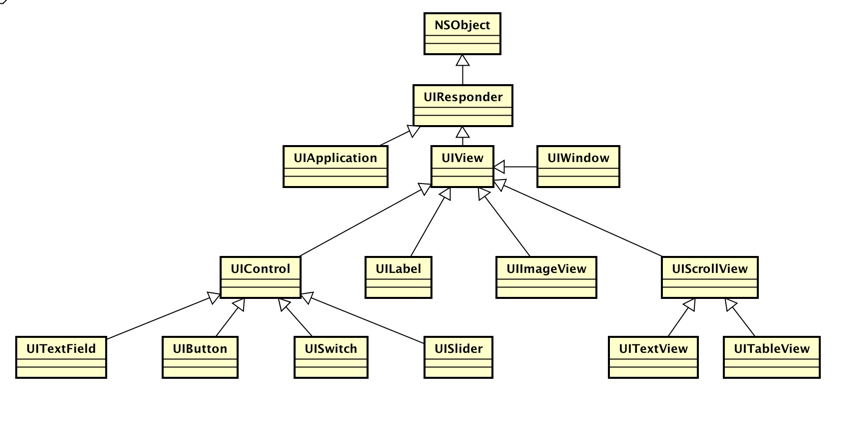 NSObject
UIResponder
UIApplication
UIView
UIWindow
UIControl
UILabel
UIImageView
UIScrollView
UITextField
UIButton
UISwitch
UISlider
UITextView
UITableView